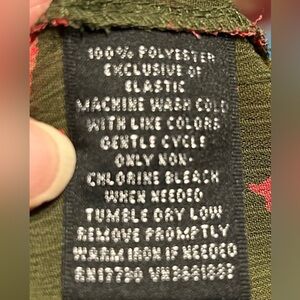 100% POLYESTER
EXCLUSIVE OF
ELASTIC
MACHINE WASH COLD
WITH LIKE COLORS
GENTLE CYCLE
ONLY NON-
CHLORINE BLEACH
WHEN NEEDED
TUMBLE DRY LOW
REMOVE PROMPTLY
WARM IRON IF NEEDED